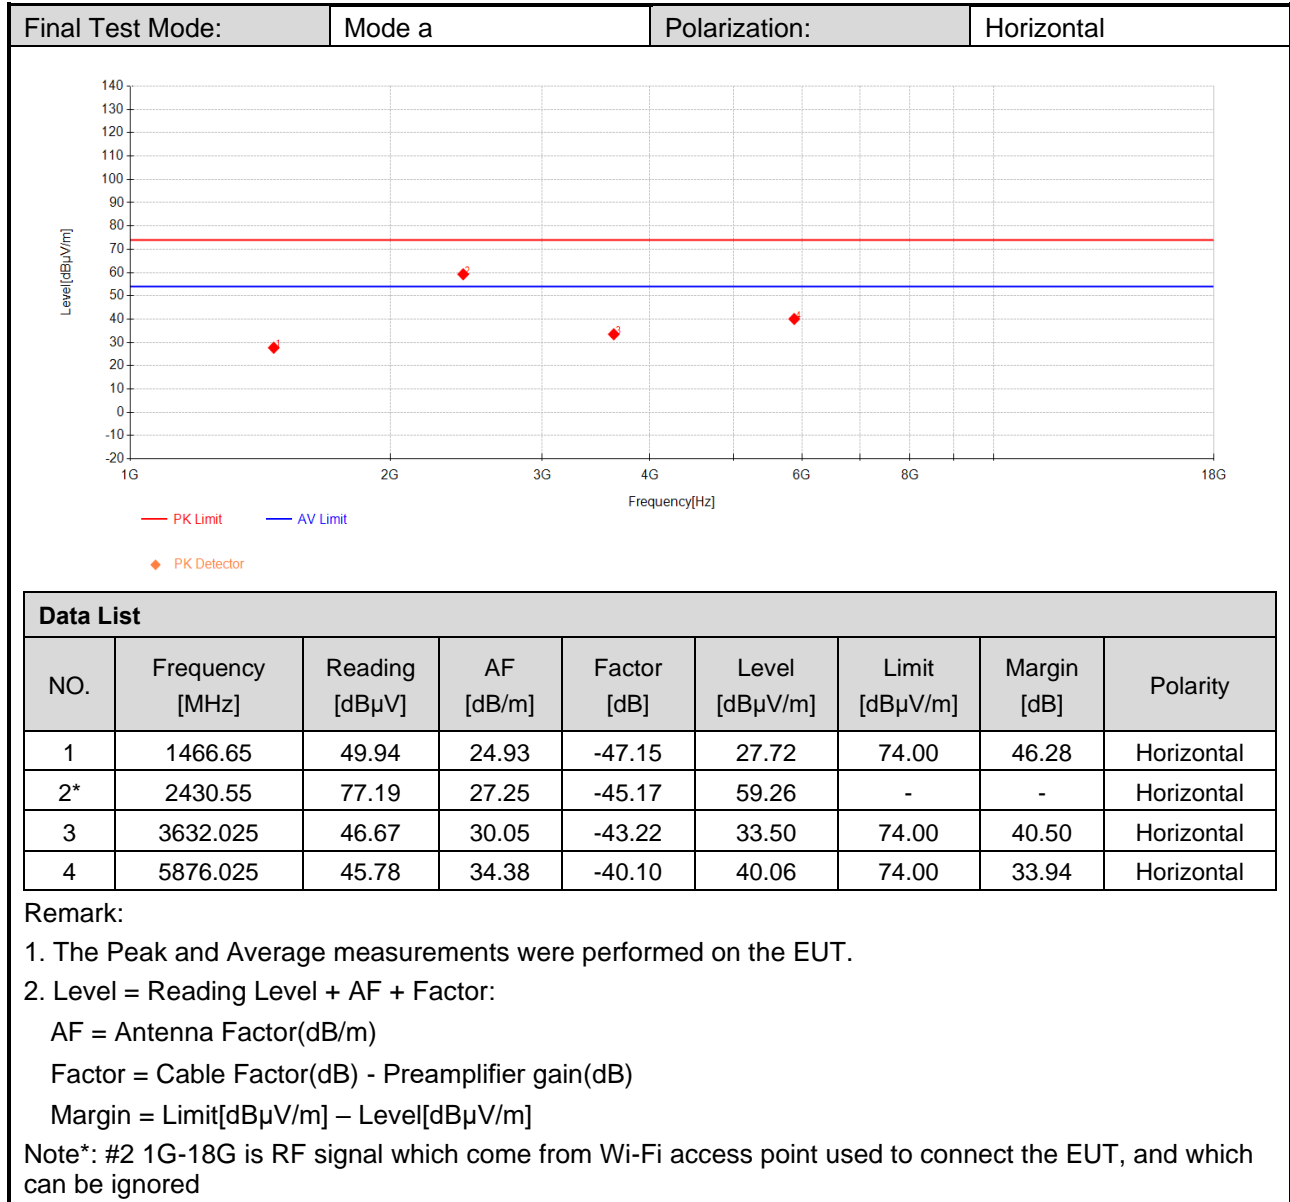 Final Test Mode: Mode a Polarization: Horizontal
140
130
120
110
100
90
80
70
60
50
40
30
20
10
0
-10
-20
Level[dBµV/m]
1
2
3
4
1G 2G 3G 4G 6G 8G 18G
Frequency[Hz]
PK Limit AV Limit
PK Detector
Data List
NO. Frequency [MHz] Reading [dBµV] AF [dB/m] Factor [dB] Level [dBµV/m] Limit [dBµV/m] Margin [dB] Polarity
1 1466.65 49.94 24.93 -47.15 27.72 74.00 46.28 Horizontal
2* 2430.55 77.19 27.25 -45.17 59.26 - - Horizontal
3 3632.025 46.67 30.05 -43.22 33.50 74.00 40.50 Horizontal
4 5876.025 45.78 34.38 -40.10 40.06 74.00 33.94 Horizontal
Remark:
1. The Peak and Average measurements were performed on the EUT.
2. Level = Reading Level + AF + Factor:
AF = Antenna Factor(dB/m)
Factor = Cable Factor(dB) - Preamplifier gain(dB)
Margin = Limit[dBµV/m] – Level[dBµV/m]
Note*: #2 1G-18G is RF signal which come from Wi-Fi access point used to connect the EUT, and which
can be ignored